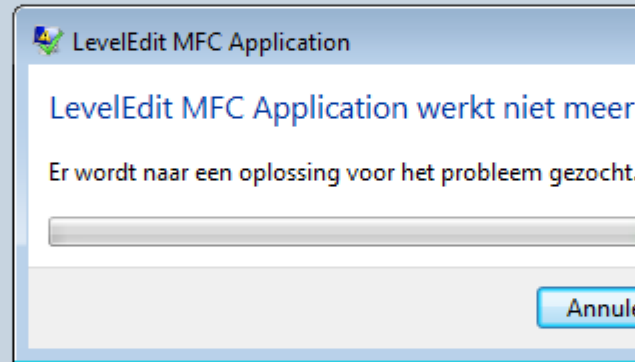 LevelEdit MFC Application
LevelEdit MFC Application werkt niet meer
Er wordt naar een oplossing voor het probleem gezocht.